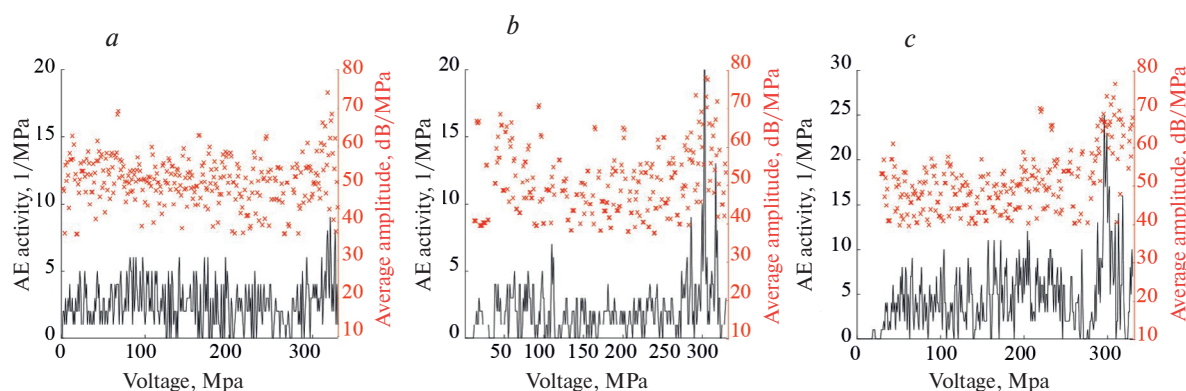 a
20
15
10
5
0
AE activity, 1/MPa
80
70
60
50
40
30
20
10
Average amplitude, dB/MPa
0 100 200 300
Voltage, Mpa
b
20
15
10
5
0
AE activity, 1/MPa
80
70
60
50
40
30
20
10
Average amplitude, dB/MPa
50 100 150 200 250 300
Voltage, MPa
c
30
25
20
15
10
5
0
AE activity, 1/MPa
80
70
60
50
40
30
20
10
Average amplitude, dB/MPa
0 100 200 300
Voltage, MPa